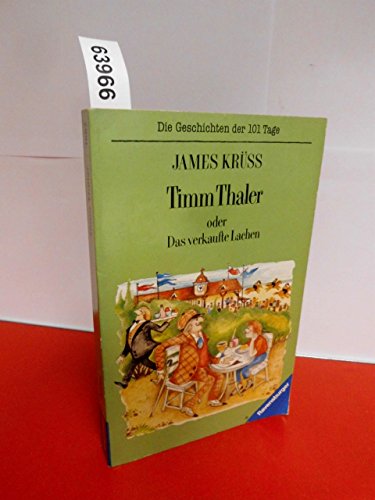 63966
Die Geschichten der 101 Tage
JAMES KRÜSS
Timm Thaler
oder
Das verkaufte Lachen
Ravensburger